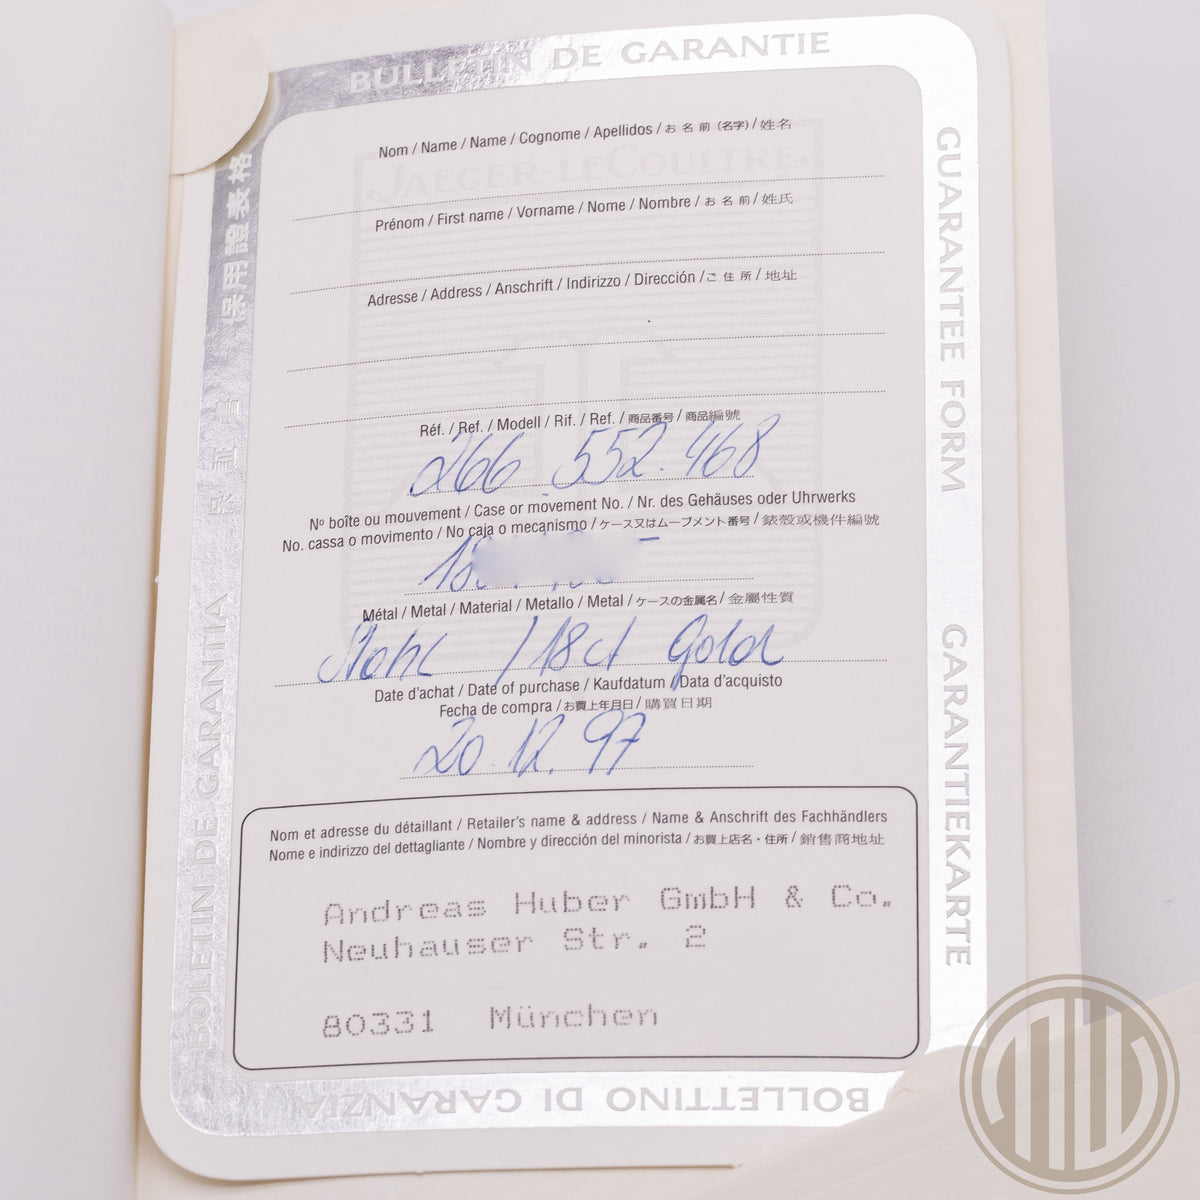 BULLETIN DE GARANTIE
Nom / Name / Name / Cognome / Apellidos / お名前（名字）/ 姓名
JAEGER-LECOULTRE
Prénom / First name / Vorname / Nome / Nombre / お名前 / 姓氏
Adresse / Address / Anschrift / Indirizzo / Dirección / ご住所 / 地址
Réf. / Ref. / Modell / Rif. / Ref. / 商品番号 / 商品編號
266.552.468
Nº boîte ou mouvement / Case or movement No. / Nr. des Gehäuses oder Uhrwerks
No. cassa o movimento / No caja o mecanismo / ケース又はムーブメント番号 / 錶殼或機件編號
Métal / Metal / Material / Metallo / Metal / ケースの金属名 / 金屬性質
Stahl / 18ct Gold
Date d'achat / Date of purchase / Kaufdatum / Data d'acquisto
Fecha de compra / お買上年月日 / 購買日期
20.12.97
Nom et adresse du détaillant / Retailer's name & address / Name & Anschrift des Fachhändlers
Nome e indirizzo del dettagliante / Nombre y dirección del minorista / お買上店名・住所 / 銷售商地址
Andreas Huber GmbH & Co.
Neuhauser Str. 2
80331 München
GUARANTEE FORM
GARANTIEKARTE
BOLLETTINO DI GARANZIA
BOLETIN DE GARANTIA
保証書
保用證表格